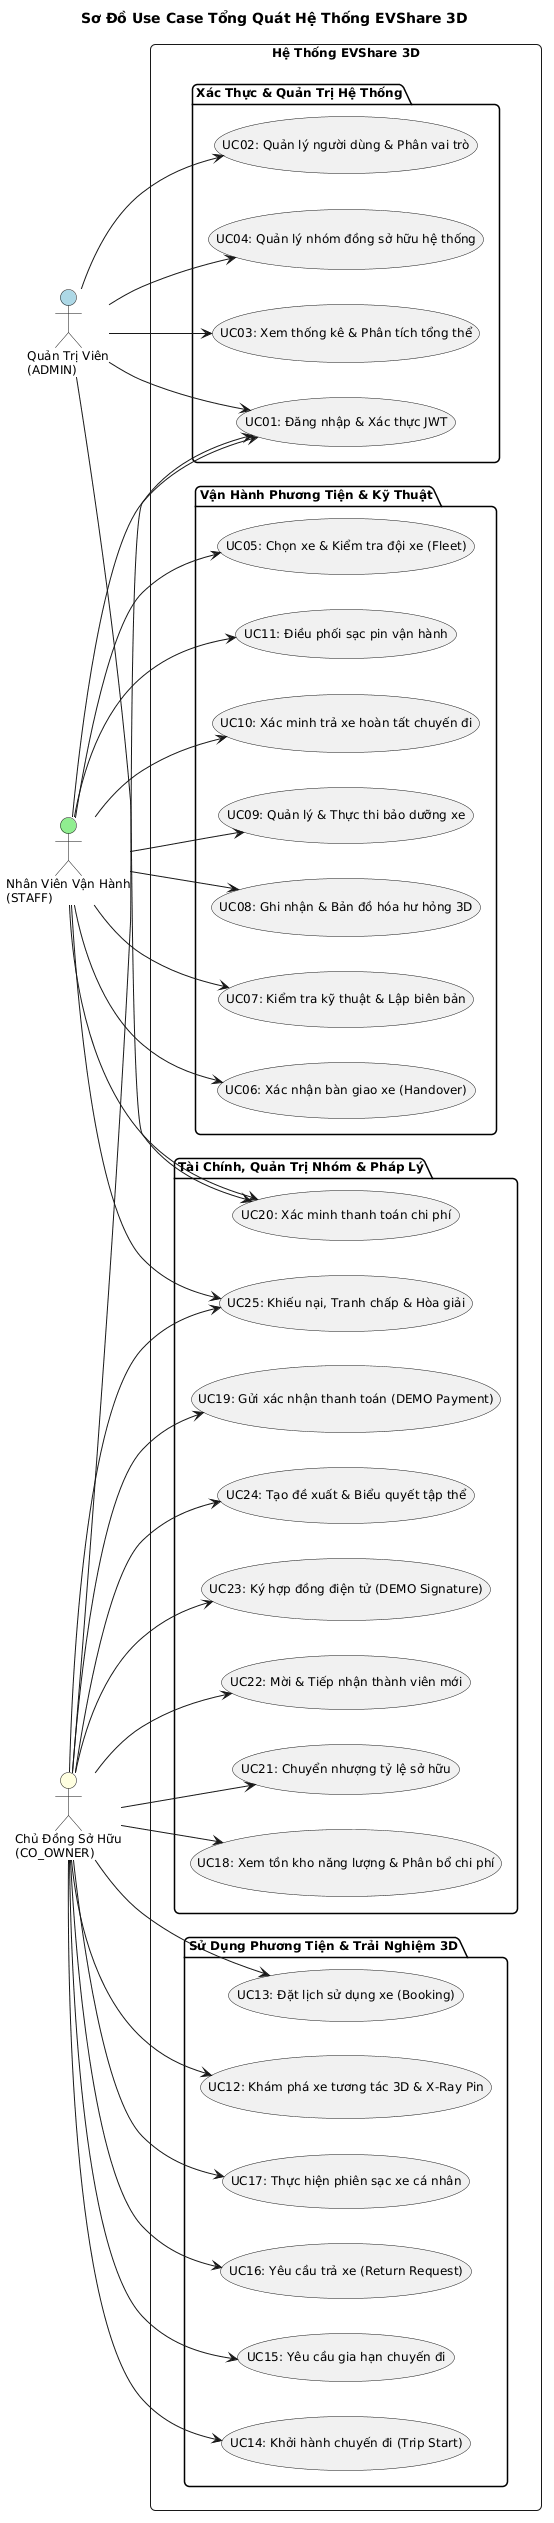 Sơ Đồ Use Case Tổng Quát Hệ Thống EVShare 3D
Hệ Thống EVShare 3D
Xác Thực & Quản Trị Hệ Thống
UC02: Quản lý người dùng & Phân vai trò
UC04: Quản lý nhóm đồng sở hữu hệ thống
UC03: Xem thống kê & Phân tích tổng thể
UC01: Đăng nhập & Xác thực JWT
Quản Trị Viên
(ADMIN)
Vận Hành Phương Tiện & Kỹ Thuật
UC05: Chọn xe & Kiểm tra đội xe (Fleet)
UC11: Điều phối sạc pin vận hành
UC10: Xác minh trả xe hoàn tất chuyến đi
UC09: Quản lý & Thực thi bảo dưỡng xe
UC08: Ghi nhận & Bản đồ hóa hư hỏng 3D
UC07: Kiểm tra kỹ thuật & Lập biên bản
UC06: Xác nhận bàn giao xe (Handover)
Nhân Viên Vận Hành
(STAFF)
Tài Chính, Quản Trị Nhóm & Pháp Lý
UC20: Xác minh thanh toán chi phí
UC25: Khiếu nại, Tranh chấp & Hòa giải
UC19: Gửi xác nhận thanh toán (DEMO Payment)
UC24: Tạo đề xuất & Biểu quyết tập thể
UC23: Ký hợp đồng điện tử (DEMO Signature)
UC22: Mời & Tiếp nhận thành viên mới
UC21: Chuyển nhượng tỷ lệ sở hữu
UC18: Xem tồn kho năng lượng & Phân bổ chi phí
Chủ Đồng Sở Hữu
(CO_OWNER)
Sử Dụng Phương Tiện & Trải Nghiệm 3D
UC13: Đặt lịch sử dụng xe (Booking)
UC12: Khám phá xe tương tác 3D & X-Ray Pin
UC17: Thực hiện phiên sạc xe cá nhân
UC16: Yêu cầu trả xe (Return Request)
UC15: Yêu cầu gia hạn chuyến đi
UC14: Khởi hành chuyến đi (Trip Start)